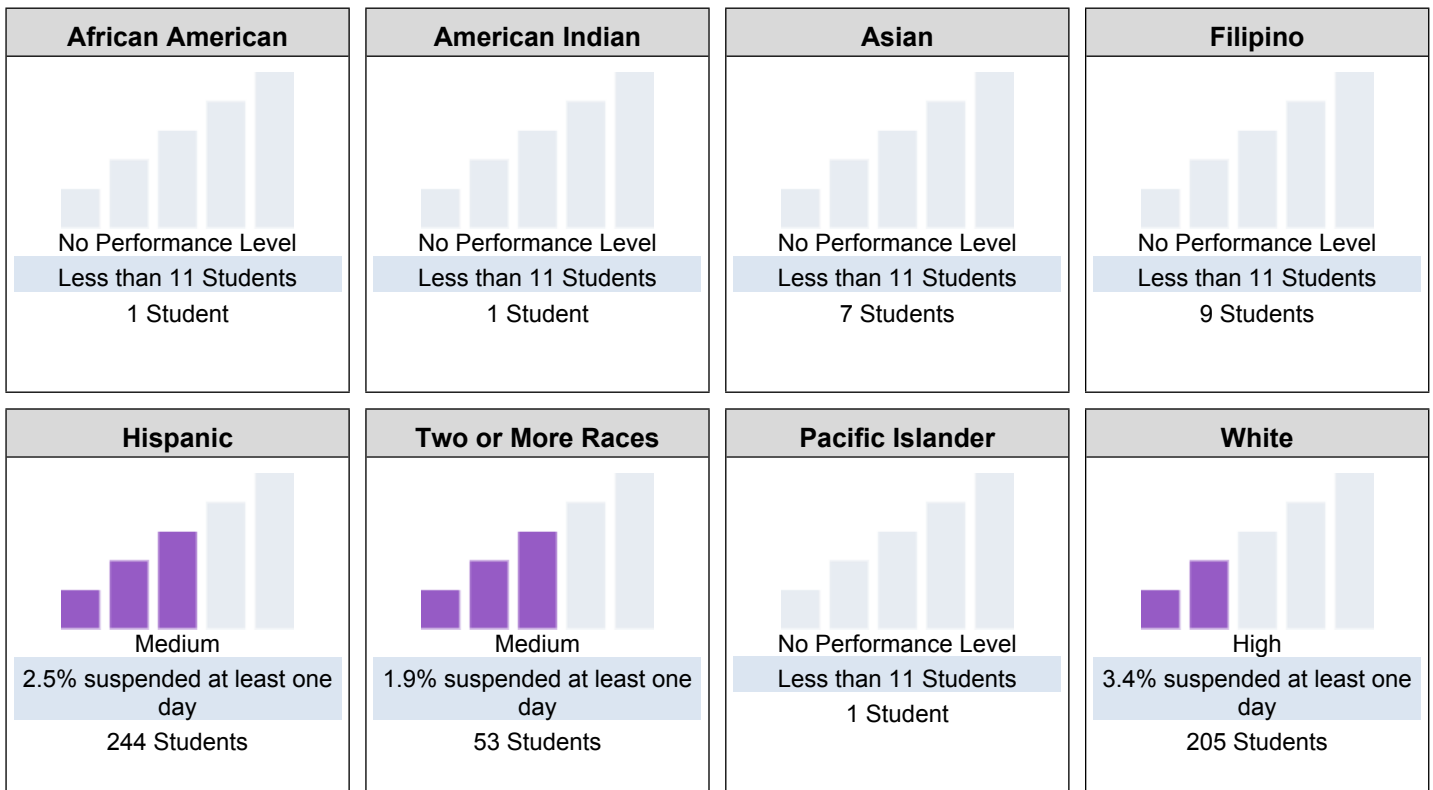 African American
No Performance Level
Less than 11 Students
1 Student
American Indian
No Performance Level
Less than 11 Students
1 Student
Asian
No Performance Level
Less than 11 Students
7 Students
Filipino
No Performance Level
Less than 11 Students
9 Students
Hispanic
Medium
2.5% suspended at least one
day
244 Students
Two or More Races
Medium
1.9% suspended at least one
day
53 Students
Pacific Islander
No Performance Level
Less than 11 Students
1 Student
White
High
3.4% suspended at least one
day
205 Students